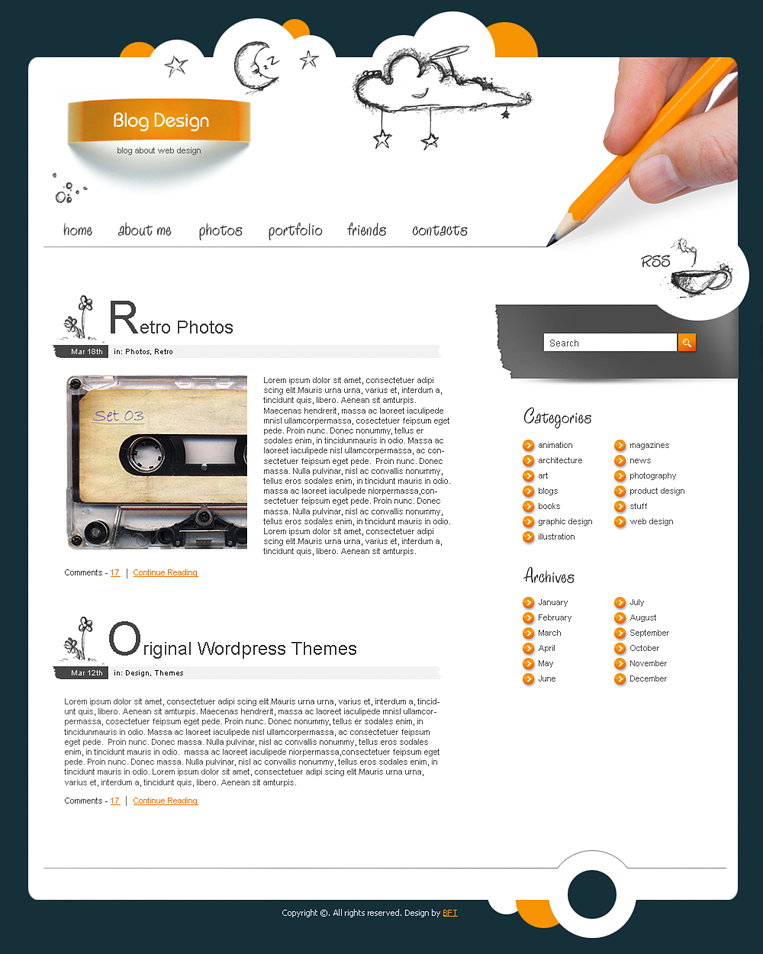 Blog Design
blog about web design
home about me photos portfolio friends contacts
RSS
Retro Photos
Mar 18th in: Photos, Retro
Set 03
Lorem ipsum dolor sit amet, consectetuer adipi
scing elit.Mauris urna urna, varius et, interdum a,
tincidunt quis, libero. Aenean sit amturpis.
Maecenas hendrerit, massa ac laoreet iaculipede
mnisl ullamcorpermassa, cosectetuer feipsum eget
pede. Proin nunc. Donec nonummy, tellus er
sodales enim, in tincidunmauris in odio. Massa ac
laoreet iaculipede nisl ullamcorpermassa, ac con-
sectetuer feipsum eget pede.  Proin nunc. Donec
massa. Nulla pulvinar, nisl ac convallis nonummy,
tellus eros sodales enim, in tincidunt mauris in odio.
massa ac laoreet iaculipede niorpermassa,con-
sectetuer feipsum eget pede. Proin nunc. Donec
massa. Nulla pulvinar, nisl ac convallis nonummy,
tellus eros sodales enim, in tincidunt mauris in odio.
Lorem ipsum dolor sit amet, consectetuer adipi
scing elit.Mauris urna urna, varius et, interdum a,
tincidunt quis, libero. Aenean sit amturpis.
Comments - 17 | Continue Reading
Original Wordpress Themes
Mar 12th in: Design, Themes
Lorem ipsum dolor sit amet, consectetuer adipi scing elit.Mauris urna urna, varius et, interdum a, tincid-
unt quis, libero. Aenean sit amturpis. Maecenas hendrerit, massa ac laoreet iaculipede mnisl ullamcor-
permassa, cosectetuer feipsum eget pede. Proin nunc. Donec nonummy, tellus er sodales enim, in
tincidunmauris in odio. Massa ac laoreet iaculipede nisl ullamcorpermassa, ac consectetuer feipsum
eget pede.  Proin nunc. Donec massa. Nulla pulvinar, nisl ac convallis nonummy, tellus eros sodales
enim, in tincidunt mauris in odio.  massa ac laoreet iaculipede niorpermassa,consectetuer feipsum eget
pede. Proin nunc. Donec massa. Nulla pulvinar, nisl ac convallis nonummy, tellus eros sodales enim, in
tincidunt mauris in odio. Lorem ipsum dolor sit amet, consectetuer adipi scing elit.Mauris urna urna,
varius et, interdum a, tincidunt quis, libero. Aenean sit amturpis.
Comments - 17 | Continue Reading
Search
Categories
animation magazines
architecture news
art photography
blogs product design
books stuff
graphic design web design
illustration
Archives
January July
February August
March September
April October
May November
June December
Copyright ©. All rights reserved. Design by BFT